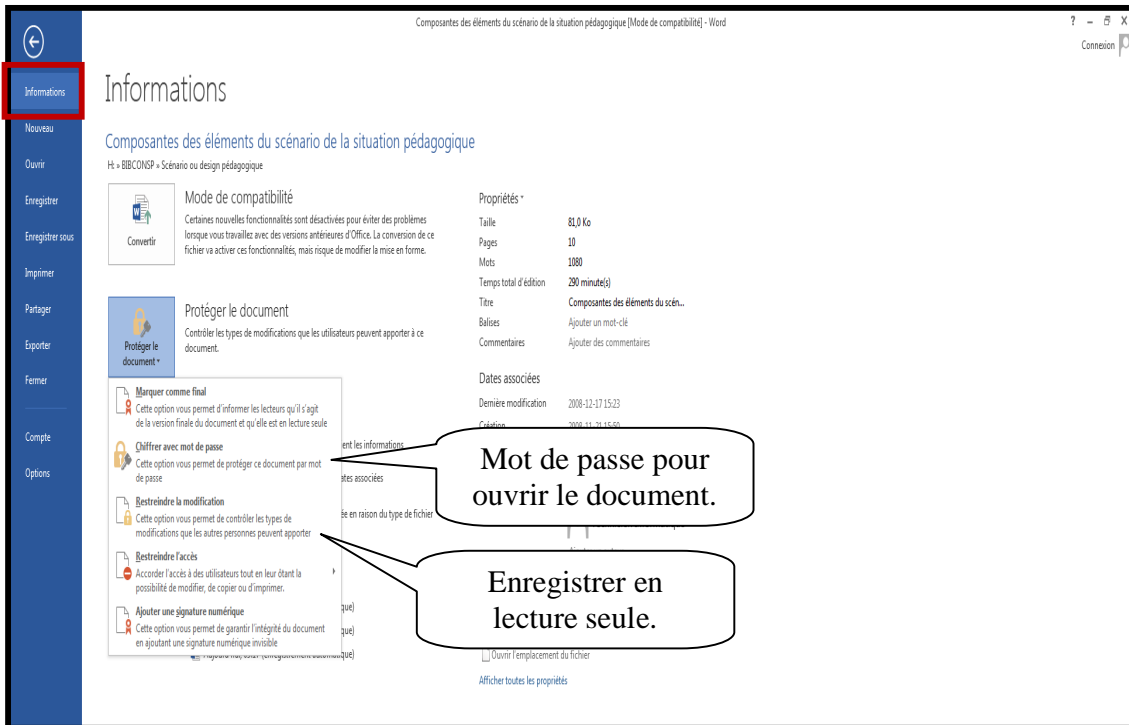 Composantes des éléments du scénario de la situation pédagogique [Mode de compatibilité] - Word
?
Connexion
Informations
Nouveau
Ouvrir
Enregistrer
Enregistrer sous
Imprimer
Partager
Exporter
Fermer
Compte
Options
Informations
Composantes des éléments du scénario de la situation pédagogique
H: » BIBCONSP » Scénario ou design pédagogique
Convertir
Mode de compatibilité
Certaines nouvelles fonctionnalités sont désactivées pour éviter des problèmes
lorsque vous travaillez avec des versions antérieures d'Office. La conversion de ce
fichier va activer ces fonctionnalités, mais risque de modifier la mise en forme.
Protéger le
document
Protéger le document
Contrôler les types de modifications que les utilisateurs peuvent apporter à ce
document.
Marquer comme final
Cette option vous permet d'informer les lecteurs qu'il s'agit
de la version finale du document et qu'elle est en lecture seule
Chiffrer avec mot de passe
Cette option vous permet de protéger ce document par mot
de passe
Restreindre la modification
Cette option vous permet de contrôler les types de
modifications que les autres personnes peuvent apporter
Restreindre l'accès
Accorder l'accès à des utilisateurs tout en leur ôtant la
possibilité de modifier, de copier ou d'imprimer.
Ajouter une signature numérique
Cette option vous permet de garantir l'intégrité du document
en ajoutant une signature numérique invisible
les informations
associées
en raison du type de fichier
Propriétés
Taille 81,0 Ko
Pages 10
Mots 1080
Temps total d'édition 290 minute(s)
Titre Composantes des éléments du scén...
Balises Ajouter un mot-clé
Commentaires Ajouter des commentaires
Dates associées
Dernière modification 2008-12-17 15:23
Mot de passe pour
ouvrir le document.
Enregistrer en
lecture seule.
Ouvrir l'emplacement du fichier
Afficher toutes les propriétés